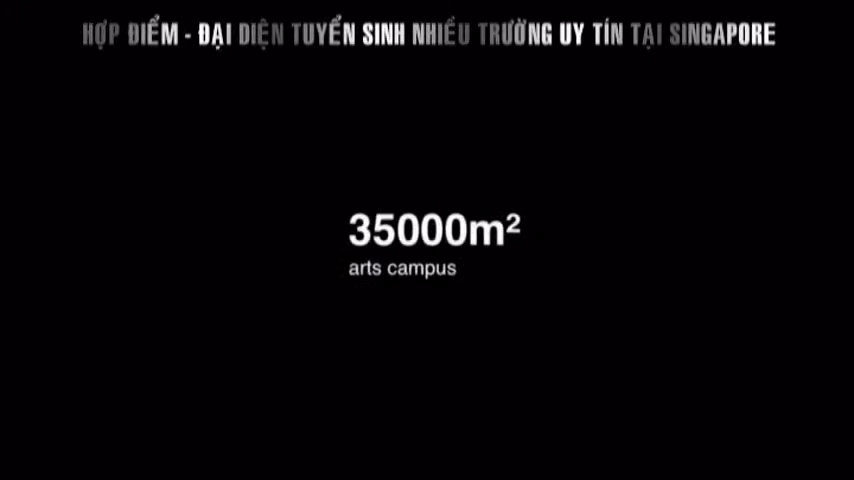 HỢP ĐIỂM - ĐẠI DIỆN TUYỂN SINH NHIỀU TRƯỜNG UY TÍN TẠI SINGAPORE
35000m²
arts campus